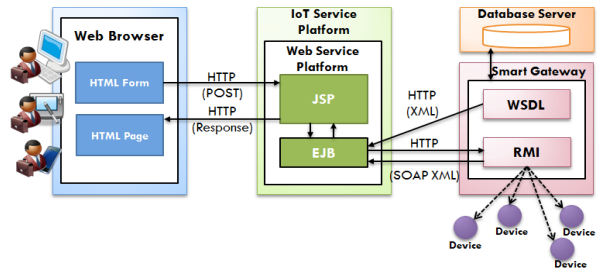 Web Browser
HTML Form
HTML Page
HTTP
(POST)
HTTP
(Response)
IoT Service
Platform
Web Service
Platform
JSP
EJB
HTTP
(XML)
HTTP
(SOAP XML)
Database Server
Smart Gateway
WSDL
RMI
Device
Device
Device
Device